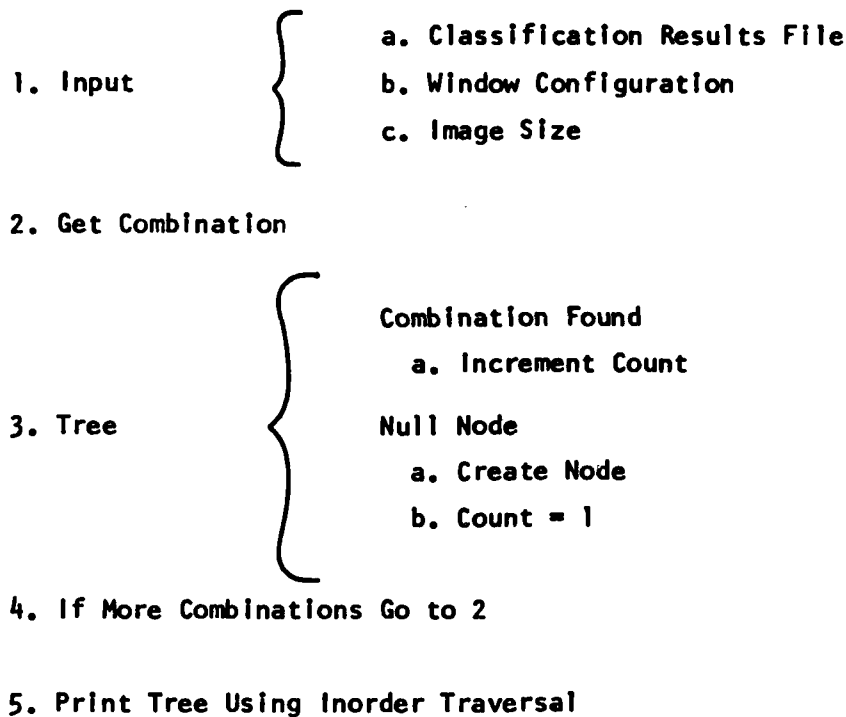 1. Input
a. Classification Results File
b. Window Configuration
c. Image Size
2. Get Combination
3. Tree
Combination Found
a. Increment Count
Null Node
a. Create Node
b. Count = 1
4. If More Combinations Go to 2
5. Print Tree Using Inorder Traversal